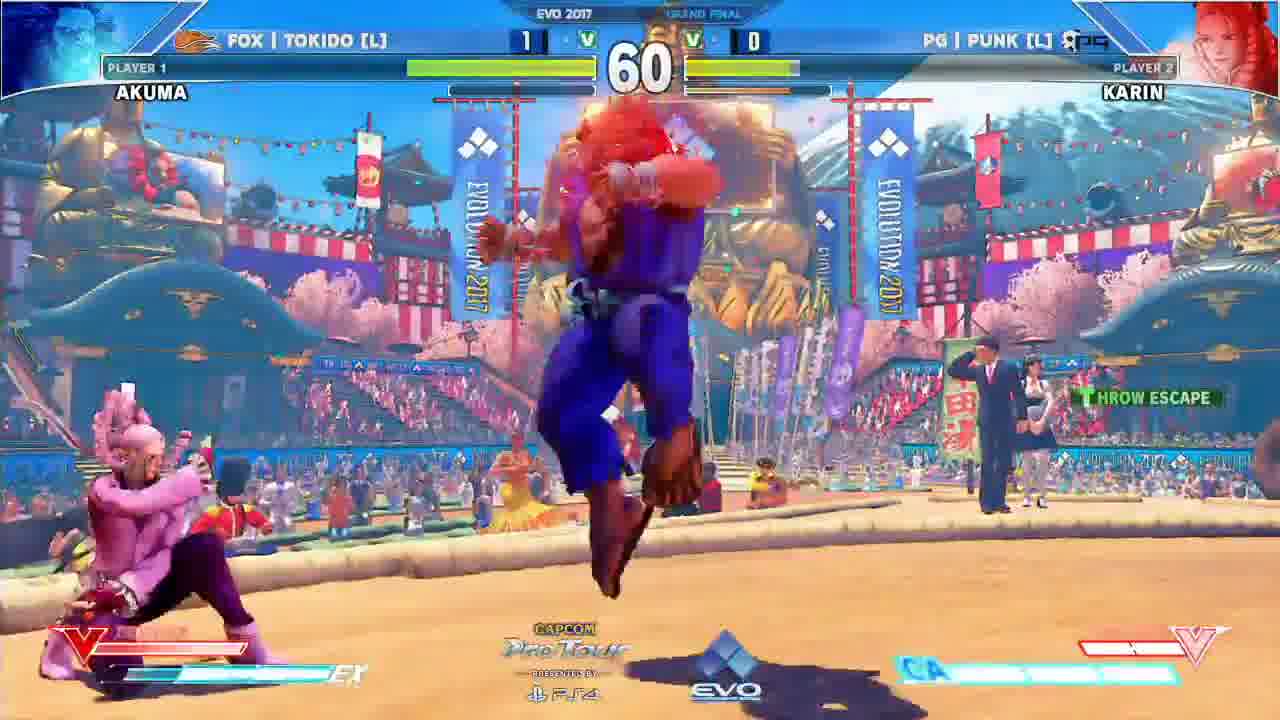 EVO 2017 GRAND FINAL
FOX | TOKIDO [L] 1 V 60 V 0 PG | PUNK [L]
PLAYER 1 PLAYER 2
AKUMA KARIN
EVOLUTION 2017 EVOLUTION 2017
THROW ESCAPE
V V
EX CA
CAPCOM
Pro Tour
PRESENTED BY
PS4
EVO